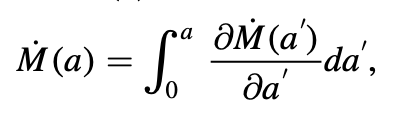 Ṁ(a) = ∫₀ᵃ ∂Ṁ(a′)/∂a′ da′,